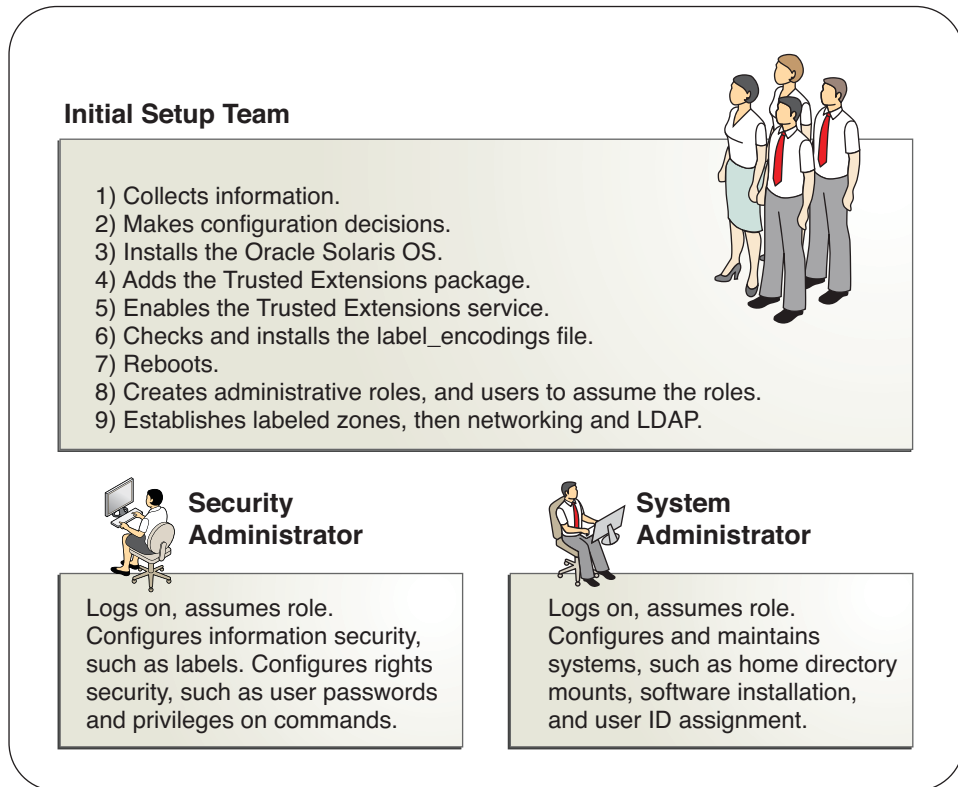 Initial Setup Team
1) Collects information.
2) Makes configuration decisions.
3) Installs the Oracle Solaris OS.
4) Adds the Trusted Extensions package.
5) Enables the Trusted Extensions service.
6) Checks and installs the label_encodings file.
7) Reboots.
8) Creates administrative roles, and users to assume the roles.
9) Establishes labeled zones, then networking and LDAP.
Security
Administrator
Logs on, assumes role.
Configures information security,
such as labels. Configures rights
security, such as user passwords
and privileges on commands.
System
Administrator
Logs on, assumes role.
Configures and maintains
systems, such as home directory
mounts, software installation,
and user ID assignment.